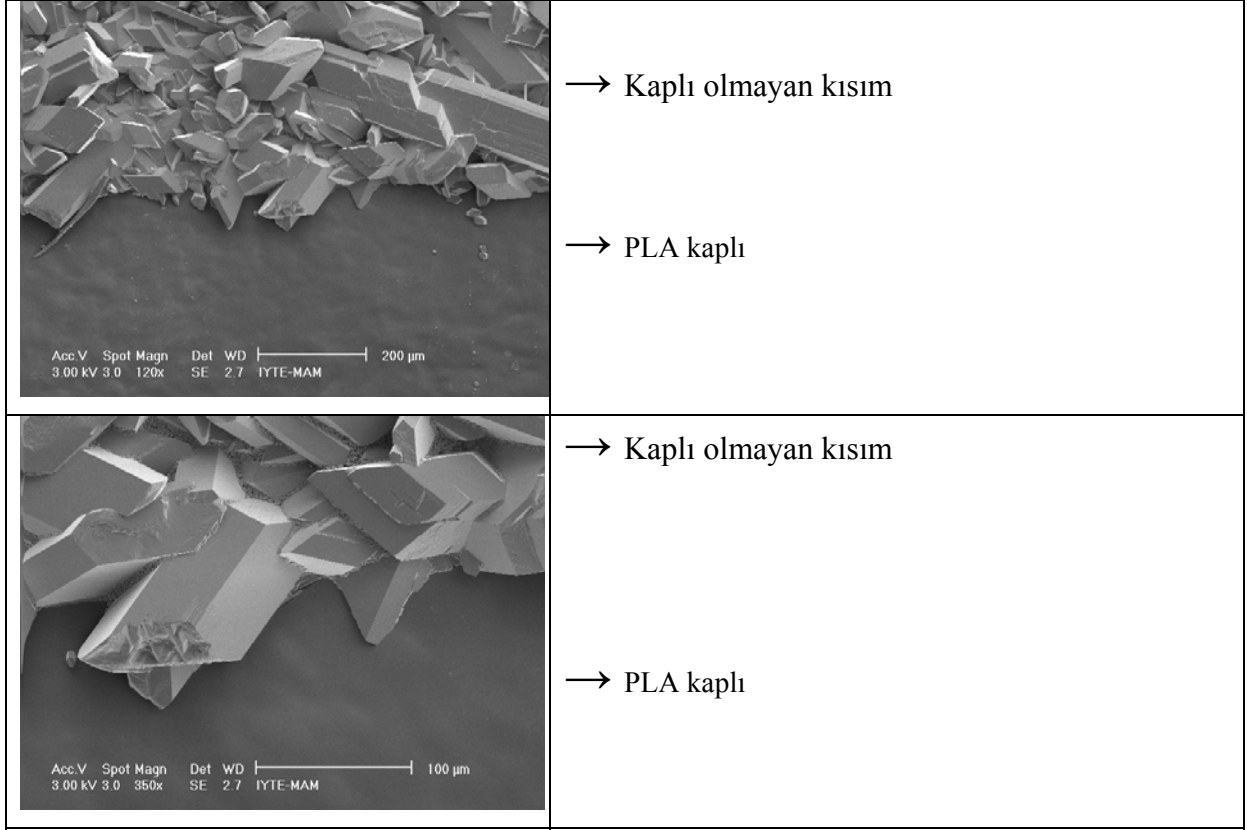 → Kaplı olmayan kısım
→ PLA kaplı
Acc.V Spot Magn Det WD 200 µm
3.00 kV 3.0 120x SE 2.7 IYTE-MAM
→ Kaplı olmayan kısım
→ PLA kaplı
Acc.V Spot Magn Det WD 100 µm
3.00 kV 3.0 350x SE 2.7 IYTE-MAM